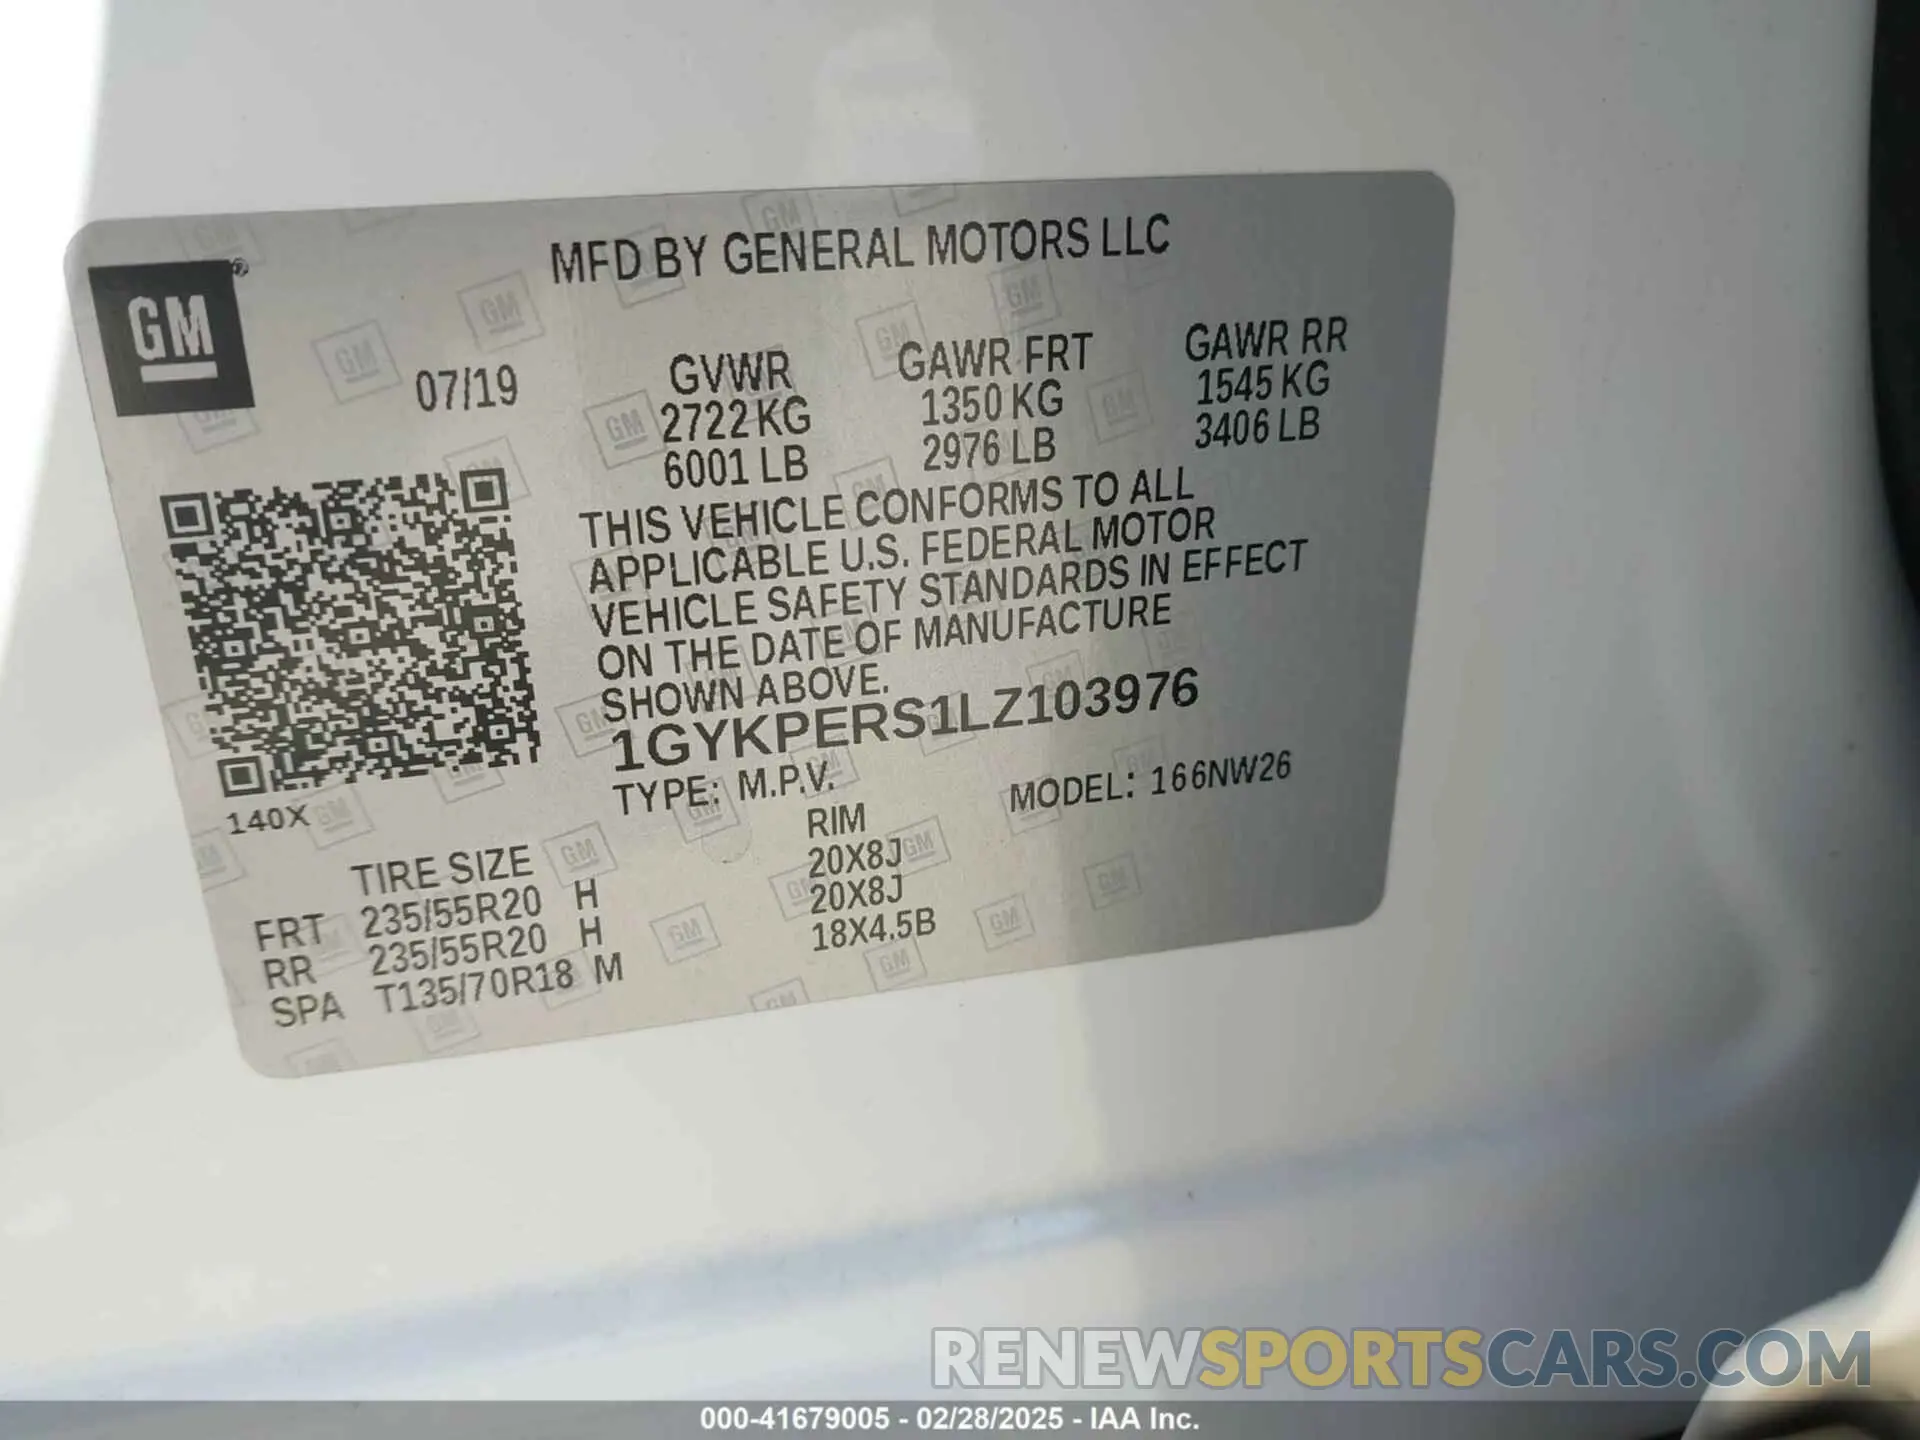 MFD BY GENERAL MOTORS LLC
GM ®
07/19
GVWR GAWR FRT GAWR RR
2722 KG 1350 KG 1545 KG
6001 LB 2976 LB 3406 LB
THIS VEHICLE CONFORMS TO ALL
APPLICABLE U.S. FEDERAL MOTOR
VEHICLE SAFETY STANDARDS IN EFFECT
ON THE DATE OF MANUFACTURE
SHOWN ABOVE.
1GYKPERS1LZ103976
TYPE: M.P.V. MODEL: 166NW26
140X
TIRE SIZE RIM
FRT 235/55R20 H 20X8J
RR 235/55R20 H 20X8J
SPA T135/70R18 M 18X4.5B
RENEWSPORTSCARS.COM
000-41679005 - 02/28/2025 - IAA Inc.